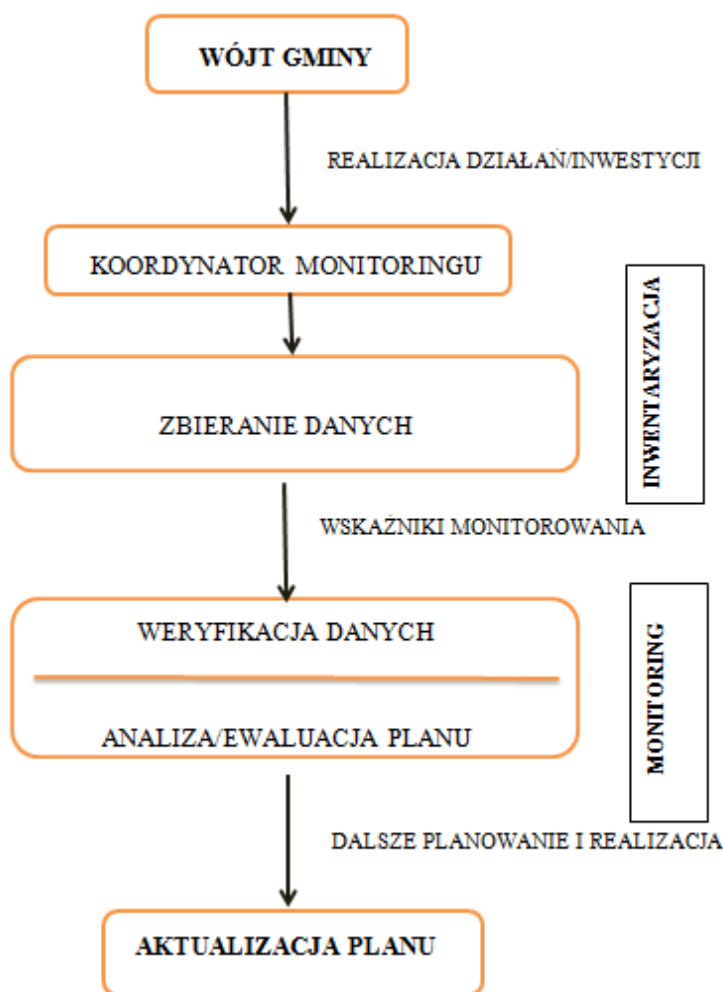 WÓJT GMINY
REALIZACJA DZIAŁAŃ/INWESTYCJI
KOORDYNATOR MONITORINGU
INWENTARYZACJA
ZBIERANIE DANYCH
WSKAŹNIKI MONITOROWANIA
WERYFIKACJA DANYCH
MONITORING
ANALIZA/EWALUACJA PLANU
DALSZE PLANOWANIE I REALIZACJA
AKTUALIZACJA PLANU